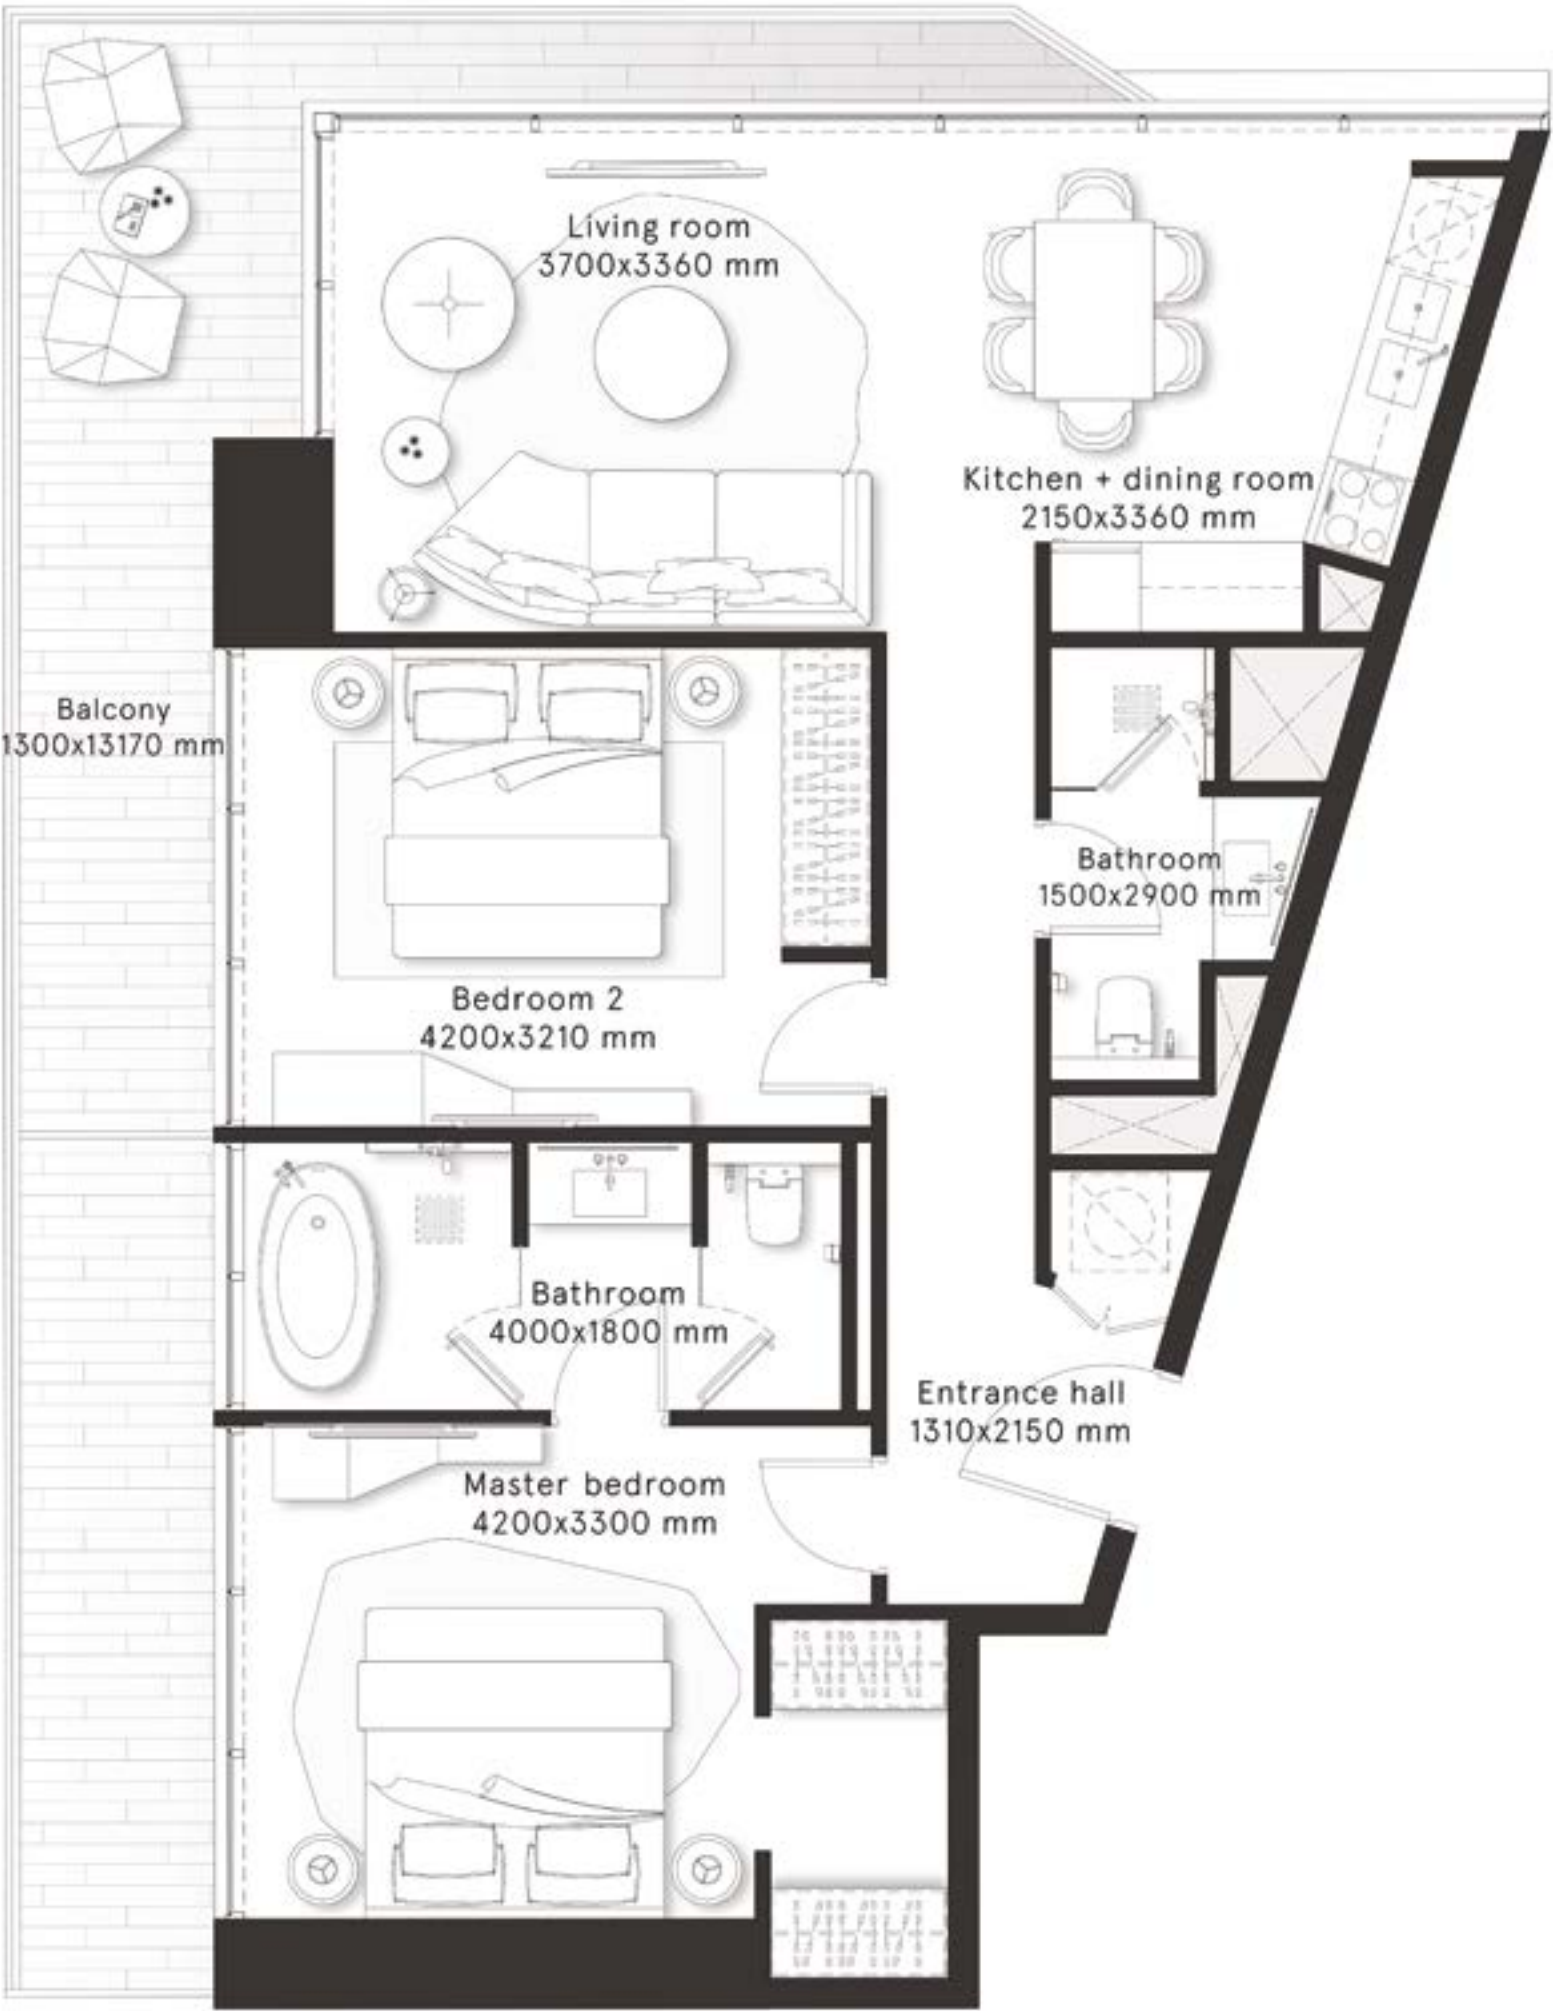 Living room
3700x3360 mm
Kitchen + dining room
2150x3360 mm
Balcony
1300x13170 mm
Bathroom
1500x2900 mm
Bedroom 2
4200x3210 mm
Bathroom
4000x1800 mm
Entrance hall
1310x2150 mm
Master bedroom
4200x3300 mm